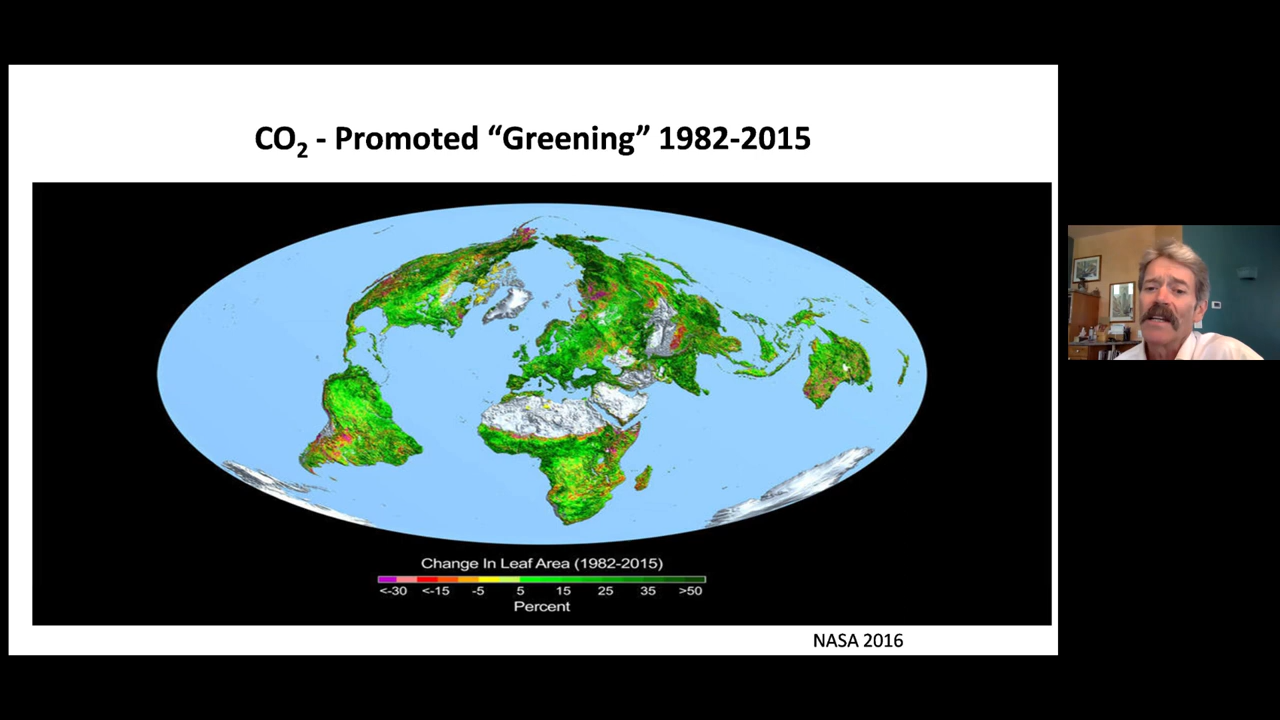 CO₂ - Promoted “Greening” 1982-2015
Change In Leaf Area (1982-2015)
<-30 <-15 -5 5 15 25 35 >50
Percent
NASA 2016